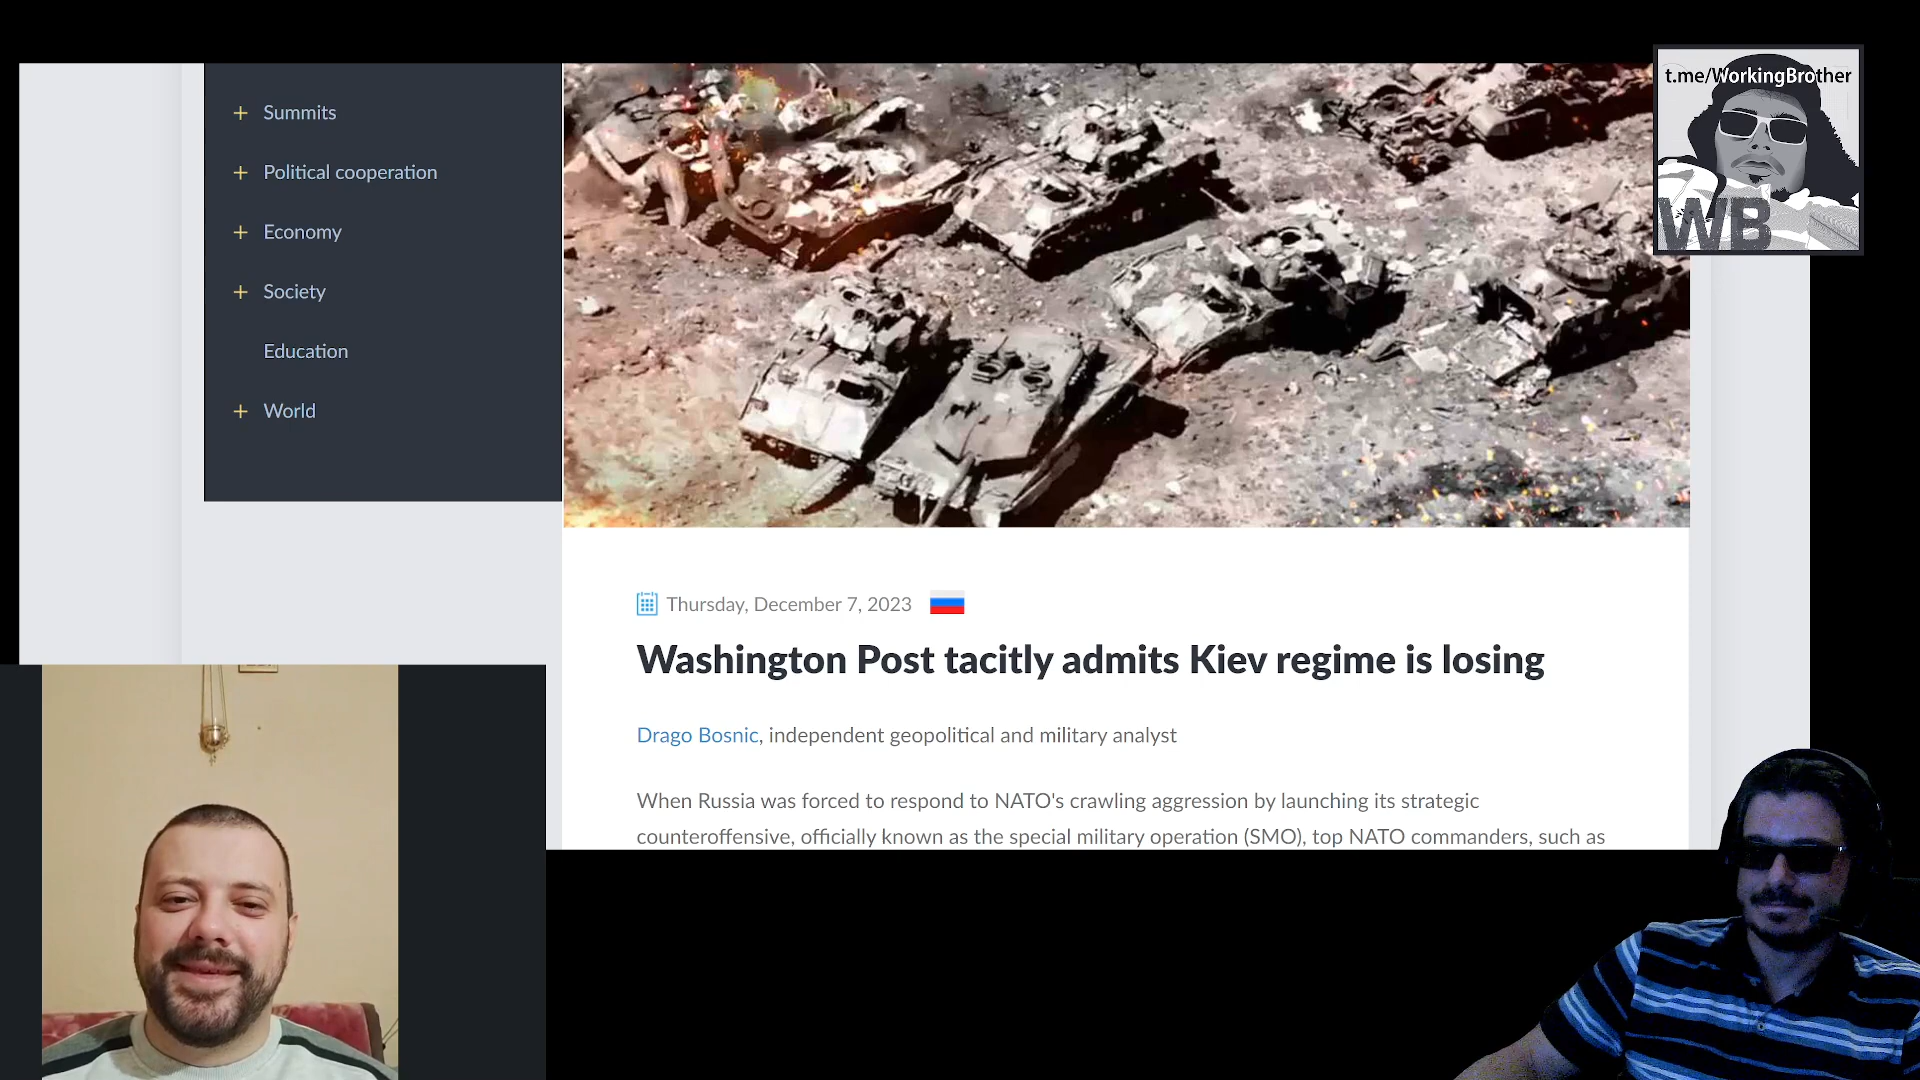 t.me/WorkingBrother
WB
Summits
Political cooperation
Economy
Society
Education
World
Thursday, December 7, 2023
Washington Post tacitly admits Kiev regime is losing
Drago Bosnic, independent geopolitical and military analyst
When Russia was forced to respond to NATO's crawling aggression by launching its strategic
counteroffensive, officially known as the special military operation (SMO), top NATO commanders, such as